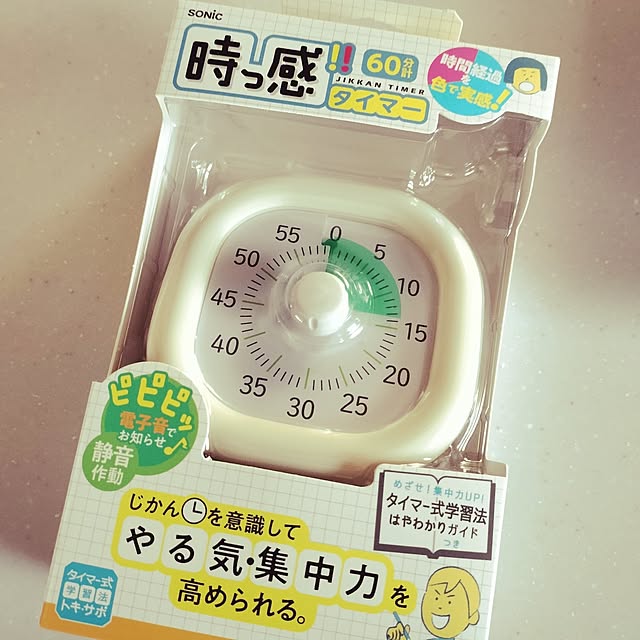 SONIC
時っ感!!
60分計
JIKKAN TIMER
タイマー
時間経過
を
色で実感!
55
0
5
50
10
45
15
40
20
35
30
25
ピピピッ♪
電子音で
お知らせ
静音
作動
めざせ!集中力UP!
タイマー式学習法
はやわかりガイド
つき
じかんを意識して
やる気・集中力を
高められる。
タイマー式
学習法
トキ・サポ